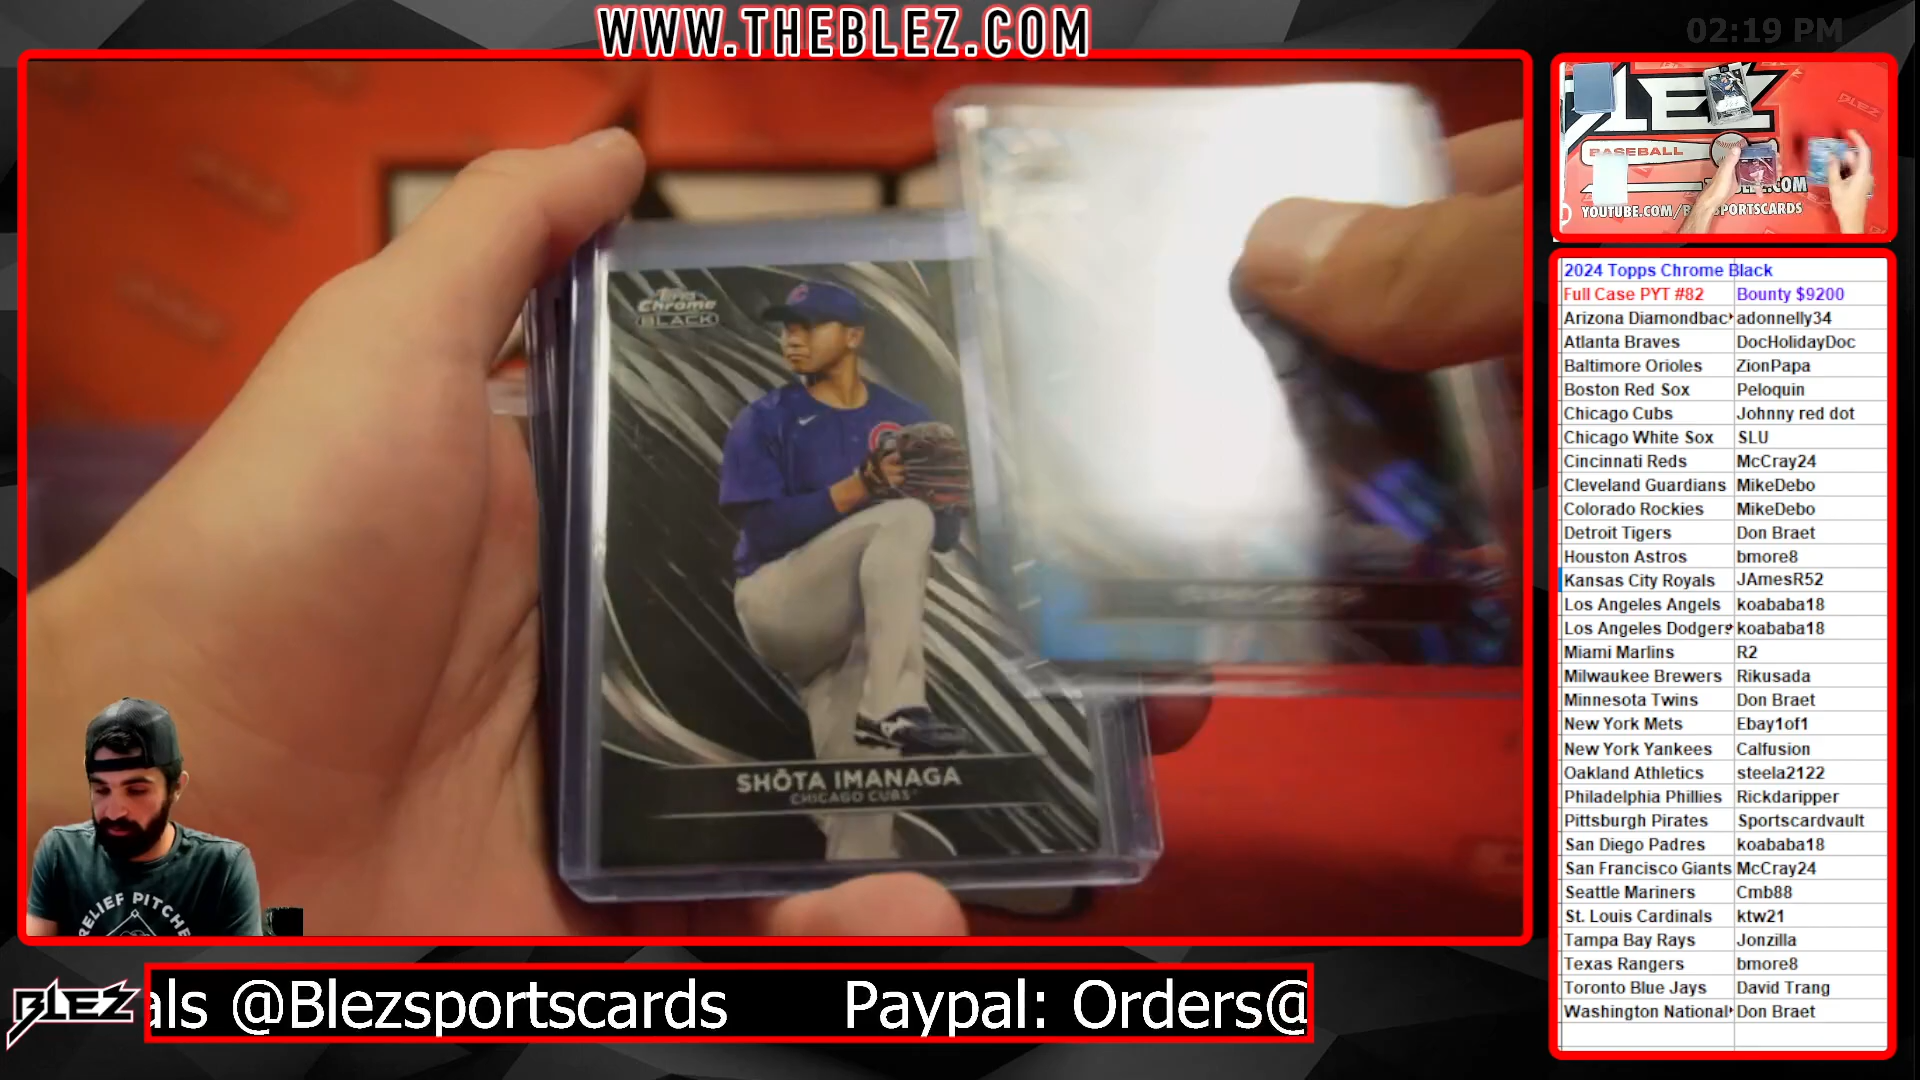 WWW.THEBLEZ.COM
02:19 PM
Topps
Chrome
BLACK
SHŌTA IMANAGA
CHICAGO CUBS
RELIEF PITCHE
BLEZ
BASEBALL
YOUTUBE.COM/BLEZSPORTSCARDS
2024 Topps Chrome Black
Full Case PYT #82 Bounty $9200
Arizona Diamondbac adonnelly34
Atlanta Braves DocHolidayDoc
Baltimore Orioles ZionPapa
Boston Red Sox Peloquin
Chicago Cubs Johnny red dot
Chicago White Sox SLU
Cincinnati Reds McCray24
Cleveland Guardians MikeDebo
Colorado Rockies MikeDebo
Detroit Tigers Don Braet
Houston Astros bmore8
Kansas City Royals JAmesR52
Los Angeles Angels koababa18
Los Angeles Dodgers koababa18
Miami Marlins R2
Milwaukee Brewers Rikusada
Minnesota Twins Don Braet
New York Mets Ebay1of1
New York Yankees Calfusion
Oakland Athletics steela2122
Philadelphia Phillies Rickdaripper
Pittsburgh Pirates Sportscardvault
San Diego Padres koababa18
San Francisco Giants McCray24
Seattle Mariners Cmb88
St. Louis Cardinals ktw21
Tampa Bay Rays Jonzilla
Texas Rangers bmore8
Toronto Blue Jays David Trang
Washington National Don Braet
BLEZ
als @Blezsportscards Paypal: Orders@